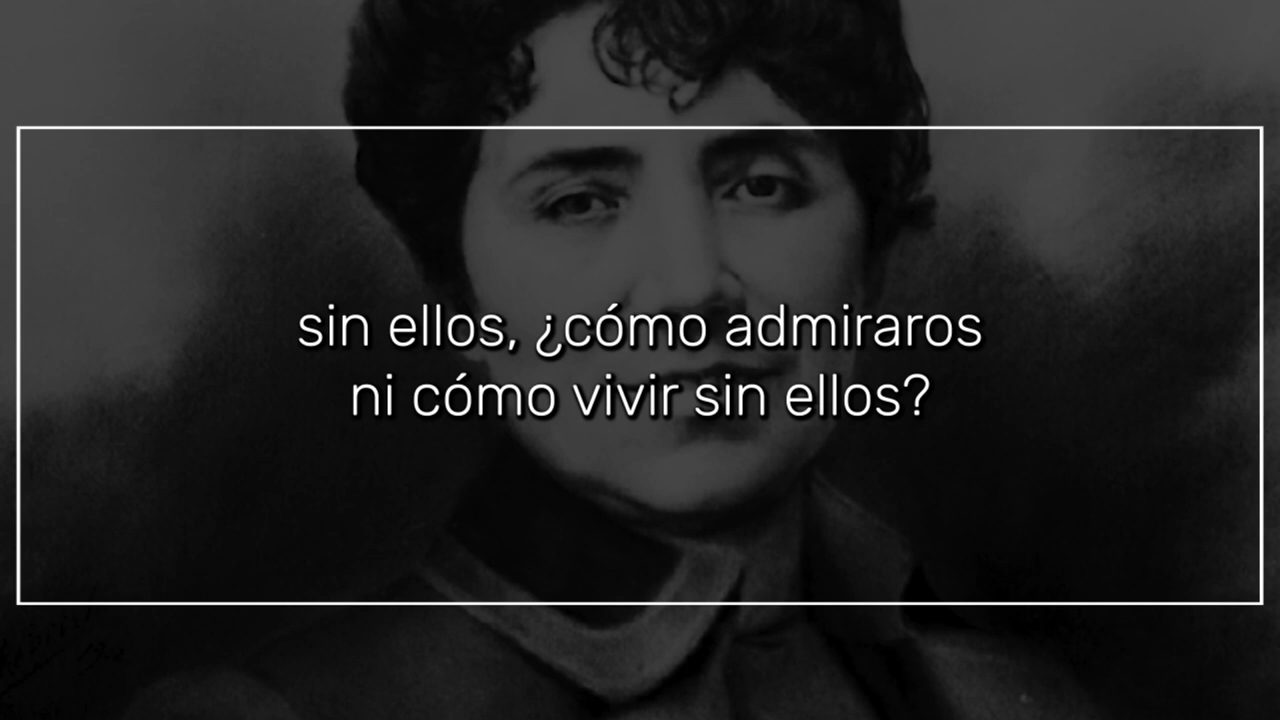 sin ellos, ¿cómo admiraros
ni cómo vivir sin ellos?